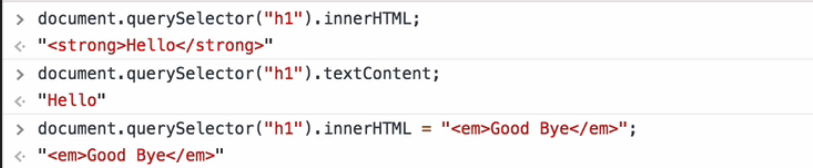 > document.querySelector("h1").innerHTML;
<· "<strong>Hello</strong>"
> document.querySelector("h1").textContent;
<· "Hello"
> document.querySelector("h1").innerHTML = "<em>Good Bye</em>";
<· "<em>Good Bye</em>"